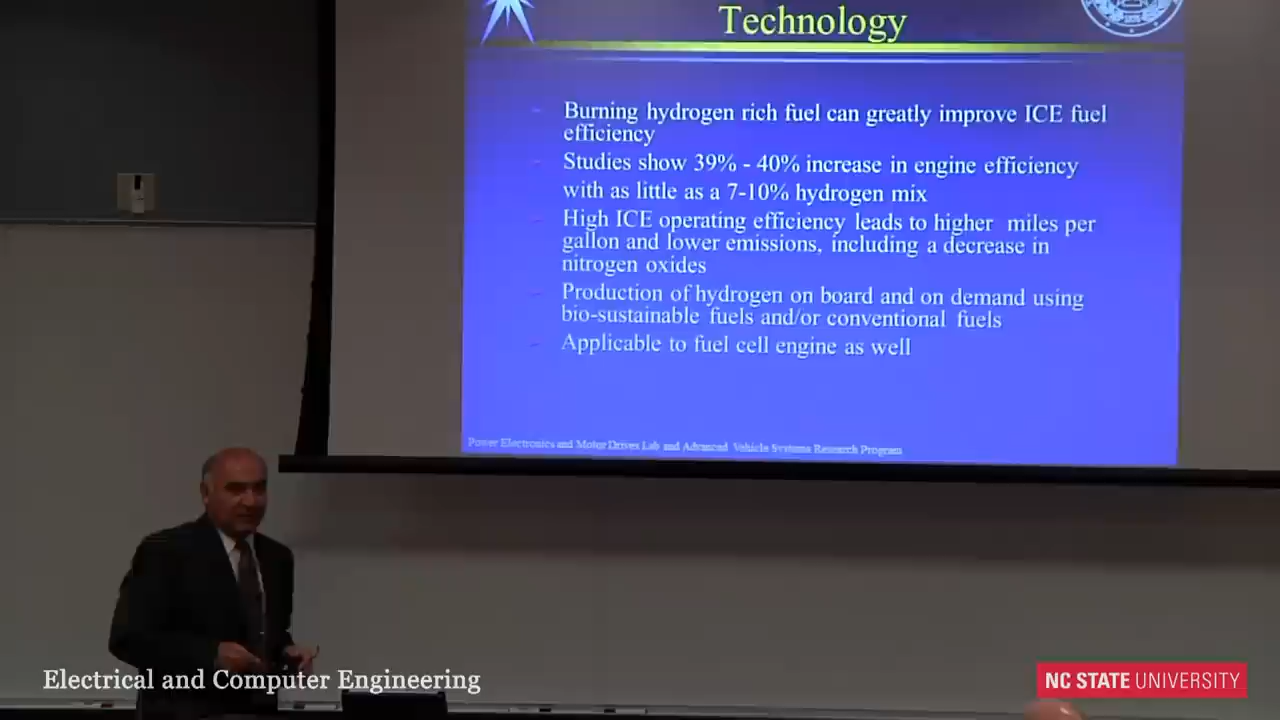 Technology
- Burning hydrogen rich fuel can greatly improve ICE fuel
efficiency
- Studies show 39% - 40% increase in engine efficiency
with as little as a 7-10% hydrogen mix
- High ICE operating efficiency leads to higher miles per
gallon and lower emissions, including a decrease in
nitrogen oxides
- Production of hydrogen on board and on demand using
bio-sustainable fuels and/or conventional fuels
- Applicable to fuel cell engine as well
Power Electronics and Motor Drives Lab and Advanced Vehicle Systems Research Program
Electrical and Computer Engineering
NC STATE UNIVERSITY